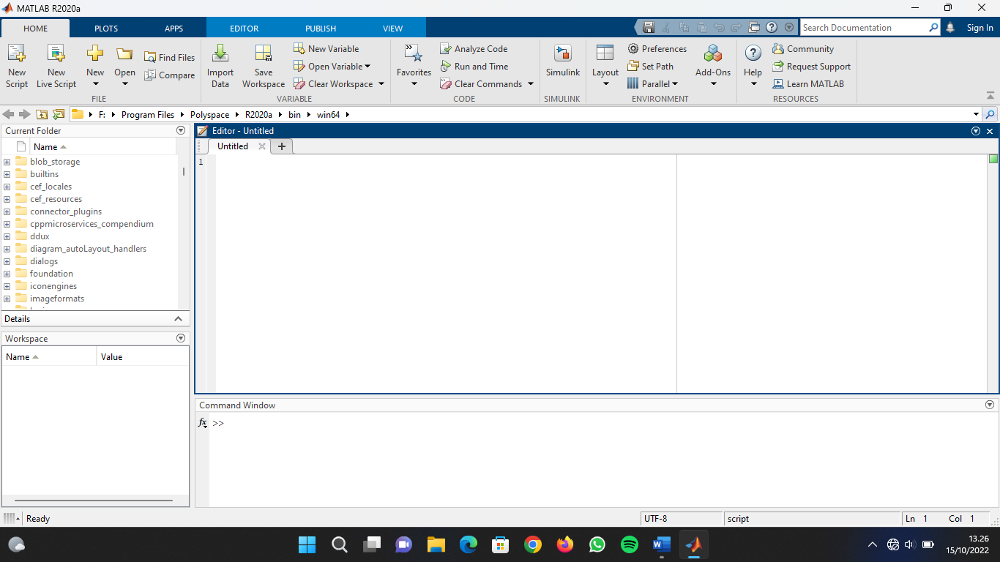 MATLAB R2020a
HOME PLOTS APPS EDITOR PUBLISH VIEW Search Documentation Sign In
New Script New Live Script New Open Find Files Compare Import Data Save Workspace New Variable Open Variable Clear Workspace Favorites Analyze Code Run and Time Clear Commands Simulink Layout Preferences Set Path Parallel Add-Ons Help Community Request Support Learn MATLAB
FILE VARIABLE CODE SIMULINK ENVIRONMENT RESOURCES
F: Program Files Polyspace R2020a bin win64
Current Folder
Name
blob_storage
builtins
cef_locales
cef_resources
connector_plugins
cppmicroservices_compendium
ddux
diagram_autoLayout_handlers
dialogs
foundation
iconengines
imageformats
Details
Workspace
Name Value
Editor - Untitled
Untitled
1
Command Window
fx >>
Ready UTF-8 script Ln 1 Col 1
13.26
15/10/2022